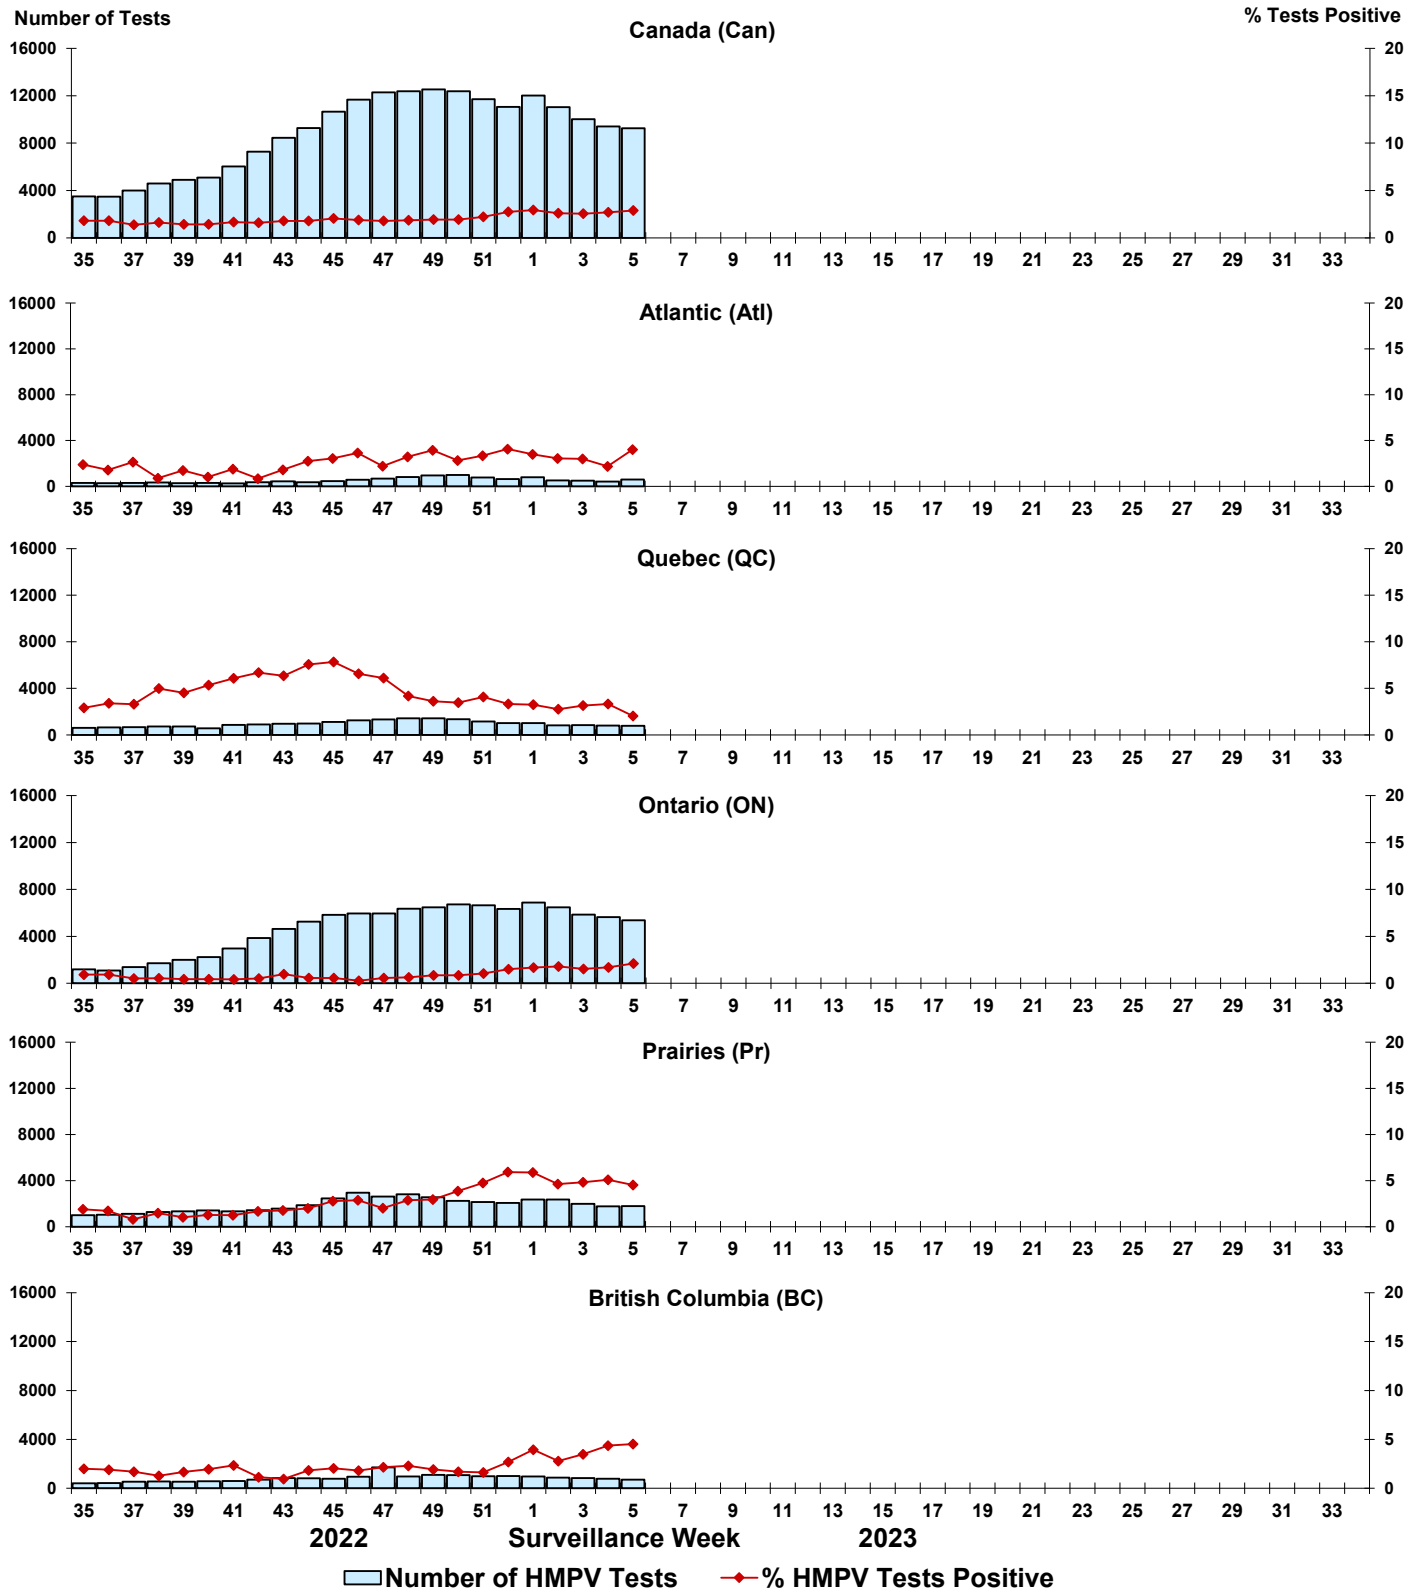 Number of Tests
% Tests Positive
Canada (Can)
16000 20
12000 15
8000 10
4000 5
0 0
35 37 39 41 43 45 47 49 51 1 3 5 7 9 11 13 15 17 19 21 23 25 27 29 31 33
Atlantic (Atl)
16000 20
12000 15
8000 10
4000 5
0 0
35 37 39 41 43 45 47 49 51 1 3 5 7 9 11 13 15 17 19 21 23 25 27 29 31 33
Quebec (QC)
16000 20
12000 15
8000 10
4000 5
0 0
35 37 39 41 43 45 47 49 51 1 3 5 7 9 11 13 15 17 19 21 23 25 27 29 31 33
Ontario (ON)
16000 20
12000 15
8000 10
4000 5
0 0
35 37 39 41 43 45 47 49 51 1 3 5 7 9 11 13 15 17 19 21 23 25 27 29 31 33
Prairies (Pr)
16000 20
12000 15
8000 10
4000 5
0 0
35 37 39 41 43 45 47 49 51 1 3 5 7 9 11 13 15 17 19 21 23 25 27 29 31 33
British Columbia (BC)
16000 20
12000 15
8000 10
4000 5
0 0
35 37 39 41 43 45 47 49 51 1 3 5 7 9 11 13 15 17 19 21 23 25 27 29 31 33
2022 Surveillance Week 2023
Number of HMPV Tests % HMPV Tests Positive